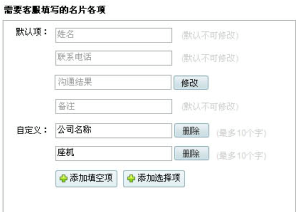 需要客服填写的名片各项
默认项： 姓名 (默认不可修改)
联系电话 (默认不可修改)
沟通结果 修改
备注 (默认不可修改)
自定义： 公司名称 删除 (最多10个字)
座机 删除 (最多10个字)
添加填空项 添加选择项